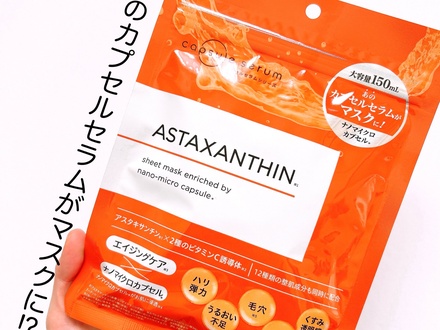 のカプセルセラムがマスクに!?
capsule serum
大容量150mL
あの
カプセルセラムが
マスクに!
ナノマイクロ
カプセル
ASTAXANTHIN
sheet mask enriched by
nano-micro capsule
アスタキサンチン×2種のビタミンC誘導体
12種類の整肌成分も同時に配合
エイジングケア
×
ナノマイクロカプセル
ハリ
弾力
うるおい
不足
毛穴
くすみ
透明感